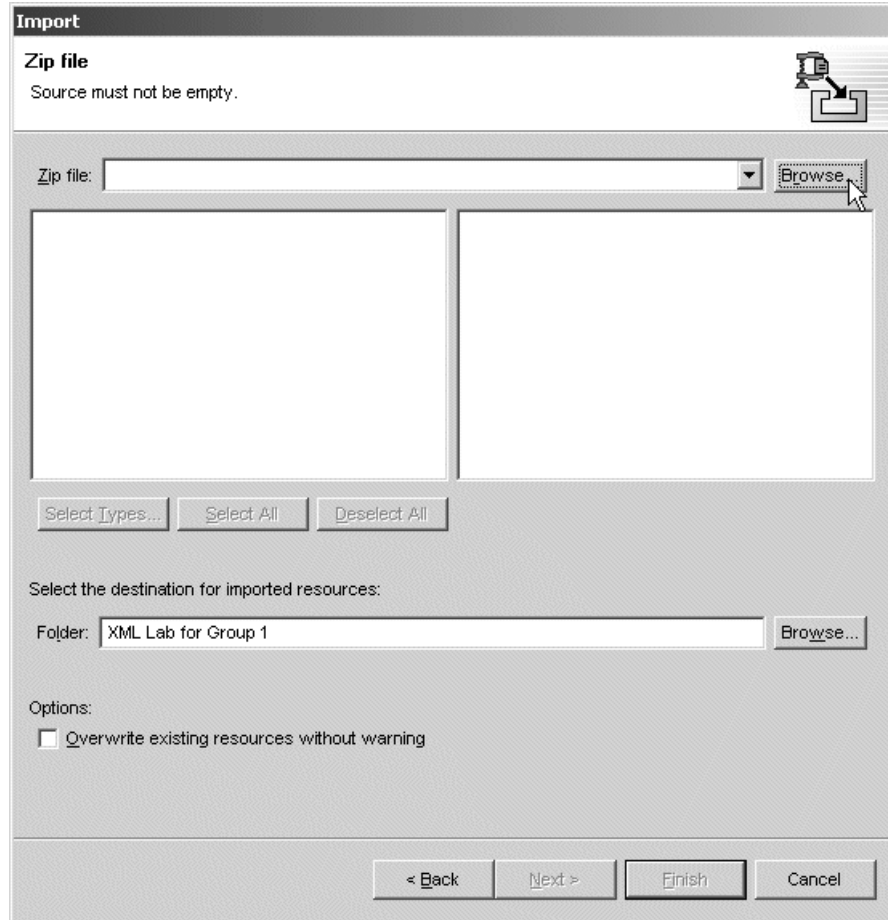 Import
Zip file
Source must not be empty.
Zip file:
Browse...
Select Types...
Select All
Deselect All
Select the destination for imported resources:
Folder:
XML Lab for Group 1
Browse...
Options:
Overwrite existing resources without warning
< Back
Next >
Finish
Cancel